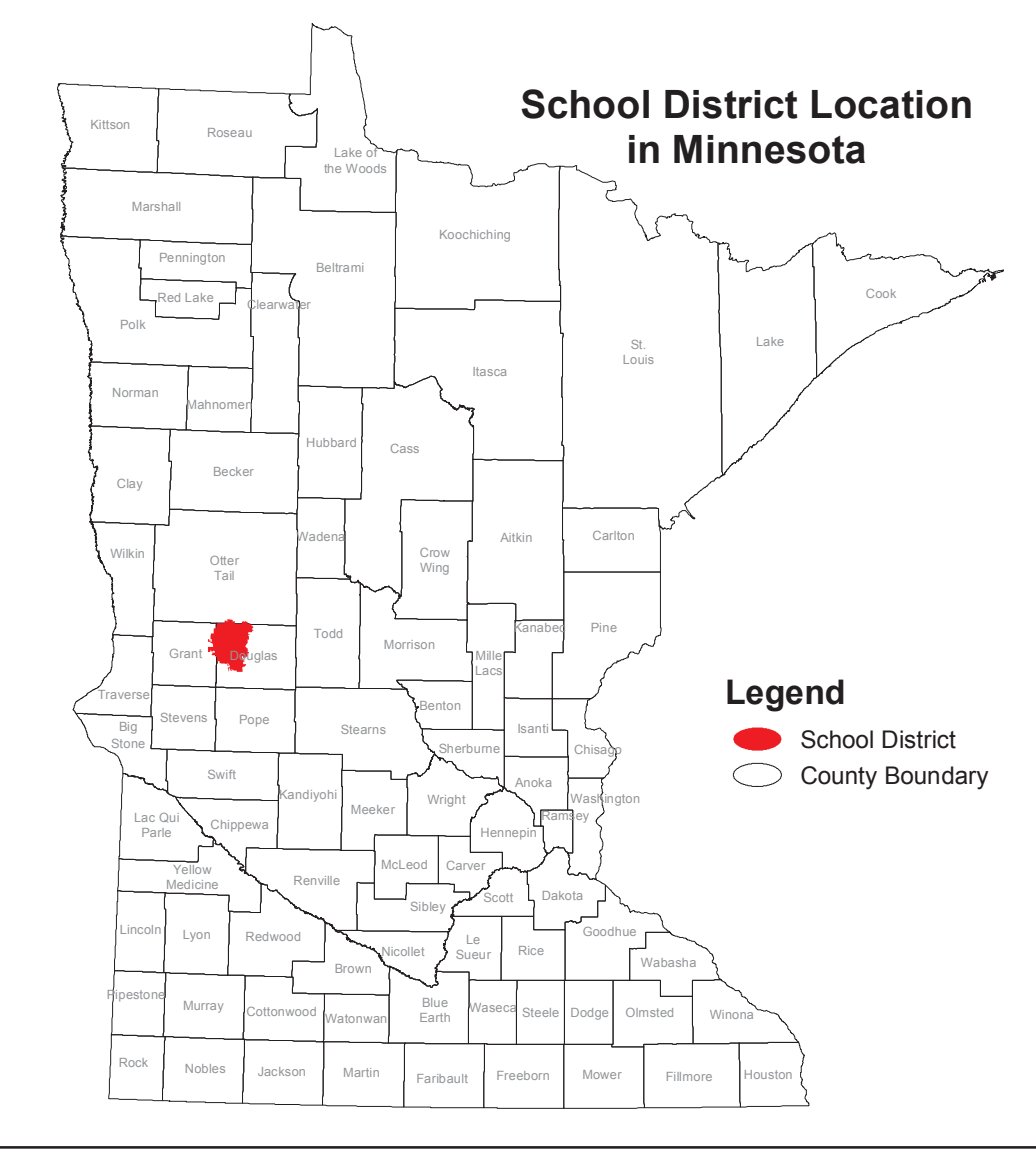 School District Location
in Minnesota
Kittson
Roseau
Lake of
the Woods
Marshall
Koochiching
Pennington
Beltrami
Red Lake
Clearwater
Cook
Polk
St.
Louis
Lake
Itasca
Norman
Mahnomen
Hubbard
Cass
Becker
Clay
Wadena
Aitkin
Carlton
Wilkin
Crow
Wing
Otter
Tail
Todd
Kanabec
Pine
Morrison
Grant
Douglas
Mille
Lacs
Traverse
Benton
Stevens
Pope
Stearns
Isanti
Big
Stone
Sherburne
Chisago
Legend
School District
County Boundary
Swift
Kandiyohi
Anoka
Meeker
Wright
Washington
Ramsey
Lac Qui
Parle
Chippewa
Hennepin
McLeod
Carver
Yellow
Medicine
Renville
Scott
Dakota
Sibley
Lincoln
Lyon
Redwood
Goodhue
Le
Sueur
Rice
Nicollet
Brown
Wabasha
Pipestone
Murray
Cottonwood
Watonwan
Blue
Earth
Waseca
Steele
Dodge
Olmsted
Winona
Rock
Nobles
Jackson
Martin
Faribault
Freeborn
Mower
Fillmore
Houston